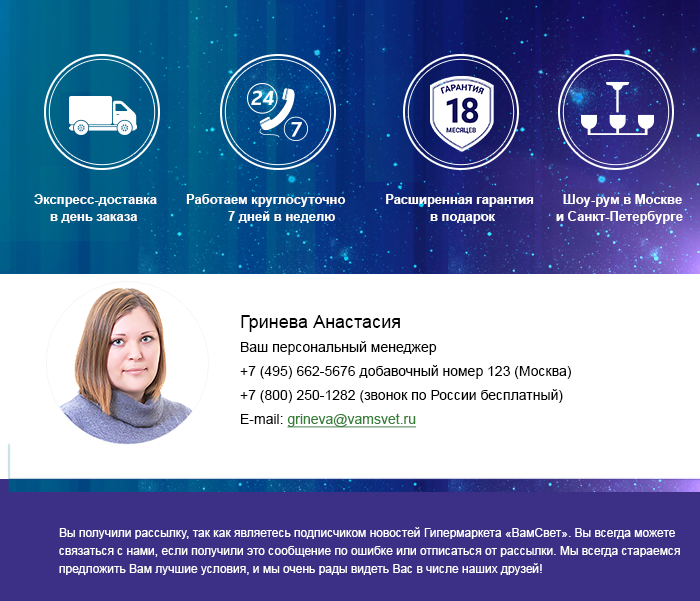 24
7
ГАРАНТИЯ
18
МЕСЯЦЕВ
Экспресс-доставка
в день заказа
Работаем круглосуточно
7 дней в неделю
Расширенная гарантия
в подарок
Шоу-рум в Москве
и Санкт-Петербурге
Гринева Анастасия
Ваш персональный менеджер
+7 (495) 662-5676 добавочный номер 123 (Москва)
+7 (800) 250-1282 (звонок по России бесплатный)
E-mail: grineva@vamsvet.ru
Вы получили рассылку, так как являетесь подписчиком новостей Гипермаркета «ВамСвет». Вы всегда можете
связаться с нами, если получили это сообщение по ошибке или отписаться от рассылки. Мы всегда стараемся
предложить Вам лучшие условия, и мы очень рады видеть Вас в числе наших друзей!